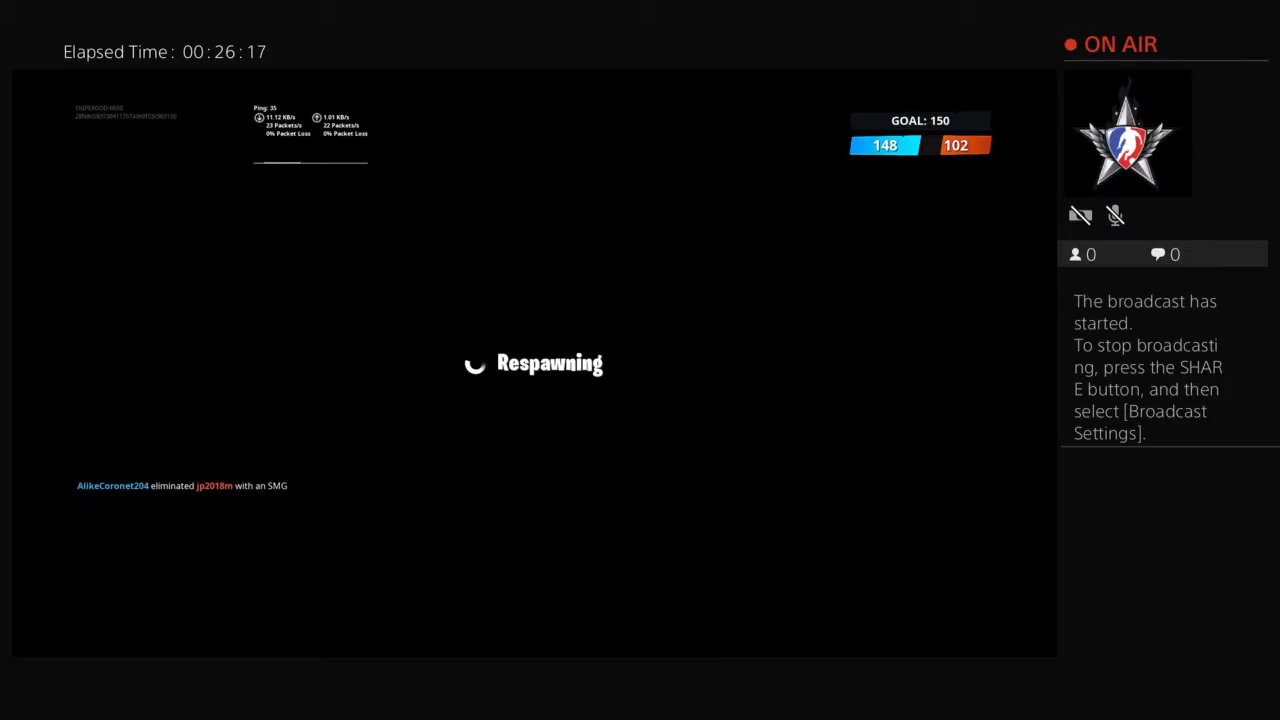 Elapsed Time: 00:26:17
ON AIR
Ping: 35
11.12 KB/s
1.01 KB/s
23 Packets/s
22 Packets/s
0% Packet Loss
0% Packet Loss
GOAL: 150
148
102
0
0
The broadcast has
started.
To stop broadcasti
ng, press the SHAR
E button, and then
select [Broadcast
Settings].
Respawning
AlikeCoronet204 eliminated jp2018m with an SMG